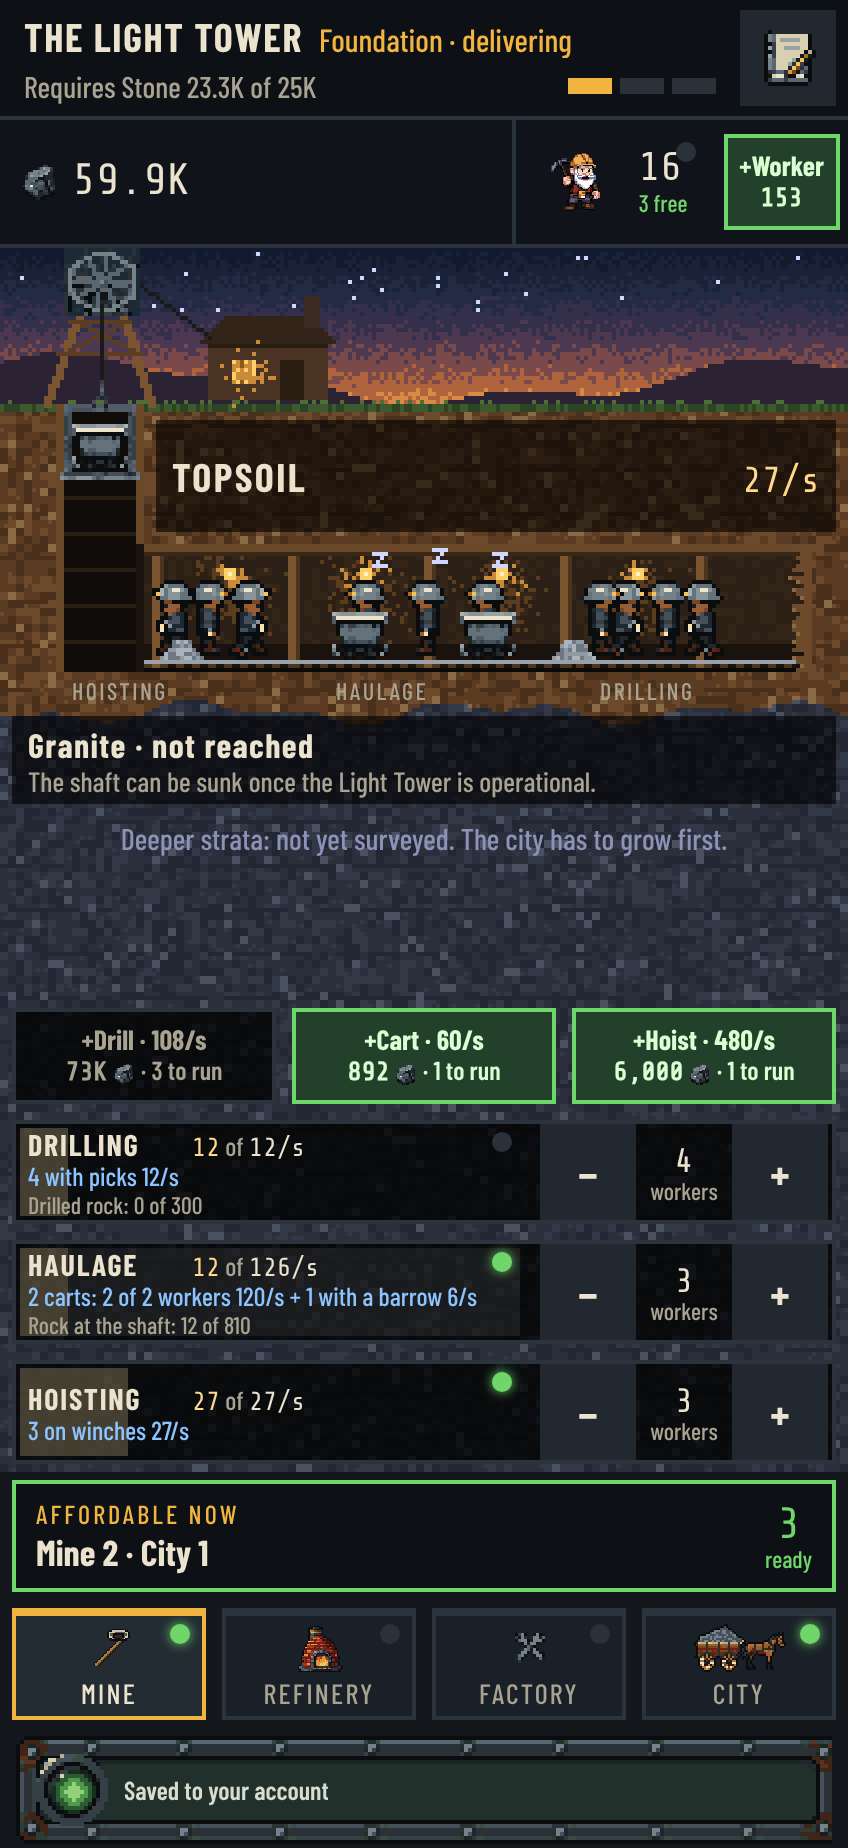 THE LIGHT TOWER Foundation · delivering
Requires Stone 23.3K of 25K
59.9K
16
3 free
+Worker
153
TOPSOIL
27/s
z z z
HOISTING
HAULAGE
DRILLING
Granite · not reached
The shaft can be sunk once the Light Tower is operational.
Deeper strata: not yet surveyed. The city has to grow first.
+Drill · 108/s
73K · 3 to run
+Cart · 60/s
892 · 1 to run
+Hoist · 480/s
6,000 · 1 to run
DRILLING 12 of 12/s
4 with picks 12/s
Drilled rock: 0 of 300
−
4
workers
+
HAULAGE 12 of 126/s
2 carts: 2 of 2 workers 120/s + 1 with a barrow 6/s
Rock at the shaft: 12 of 810
−
3
workers
+
HOISTING 27 of 27/s
3 on winches 27/s
−
3
workers
+
AFFORDABLE NOW
Mine 2 · City 1
3
ready
MINE
REFINERY
FACTORY
CITY
Saved to your account